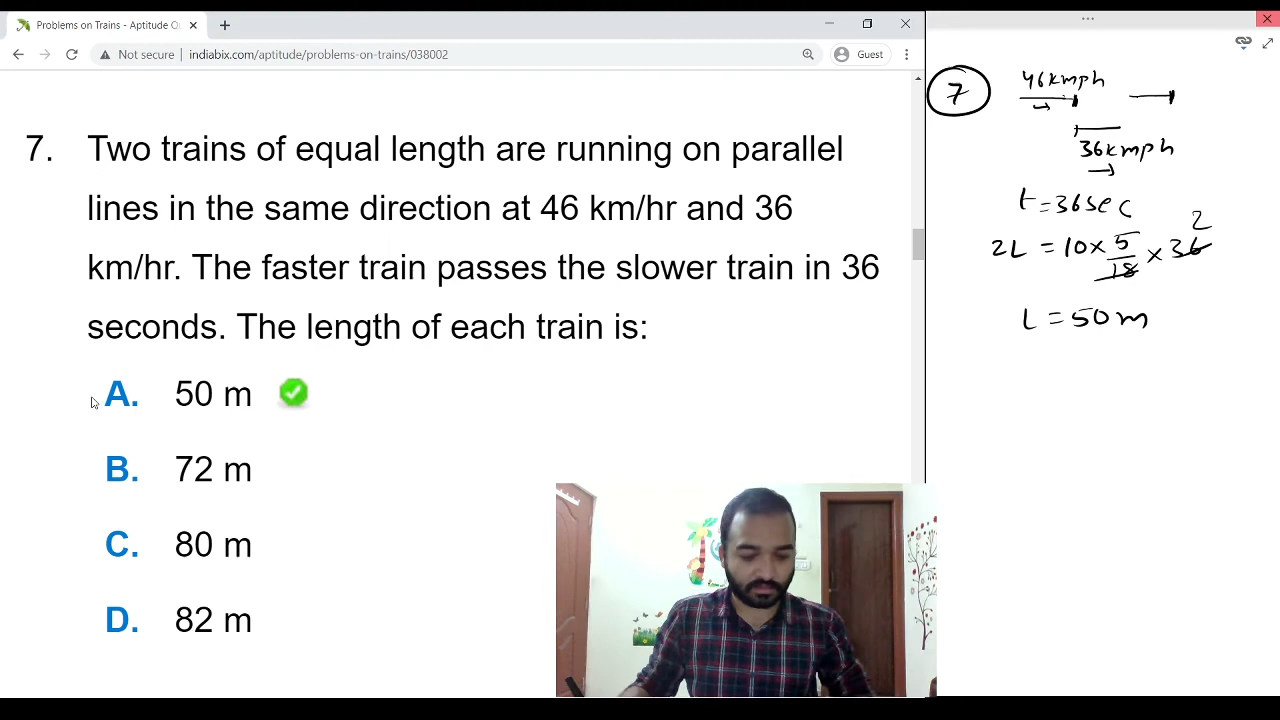 Problems on Trains - Aptitude Q
Not secure
indiabix.com/aptitude/problems-on-trains/038002
Guest
7. Two trains of equal length are running on parallel
lines in the same direction at 46 km/hr and 36
km/hr. The faster train passes the slower train in 36
seconds. The length of each train is:
A. 50 m
B. 72 m
C. 80 m
D. 82 m
7
46kmph
36kmph
t = 36 sec
2
2L = 10 × 5/18 × 36
L = 50 m